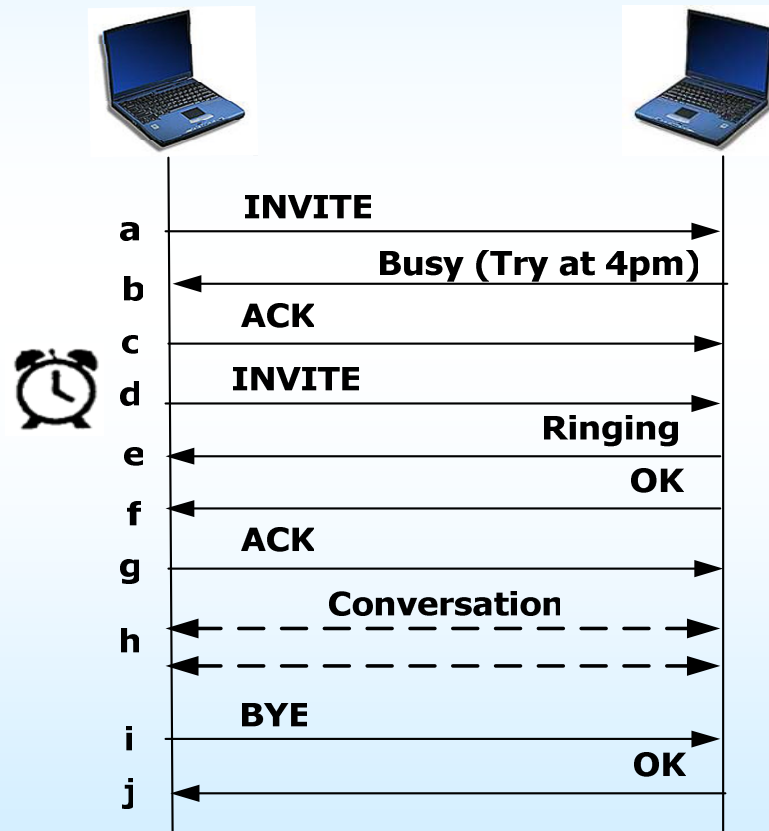 INVITE
a
Busy (Try at 4pm)
b
ACK
c
INVITE
d
Ringing
e
OK
f
ACK
g
Conversation
h
BYE
i
OK
j